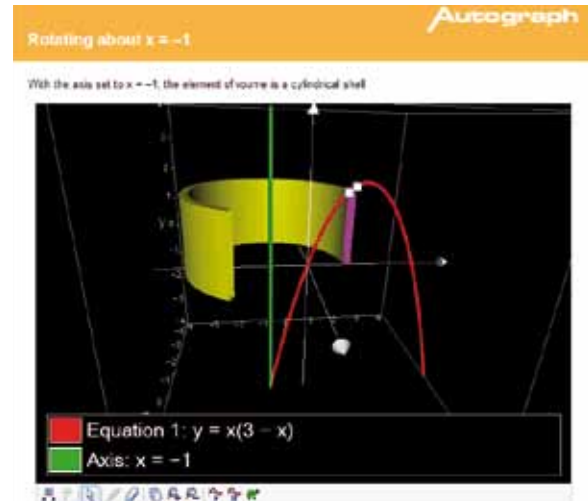 Autograph
Rotating about x = –1
With the axis set to x = –1, the element of vourne is a cylindrical shell
Equation 1: y = x(3 − x)
Axis: x = −1